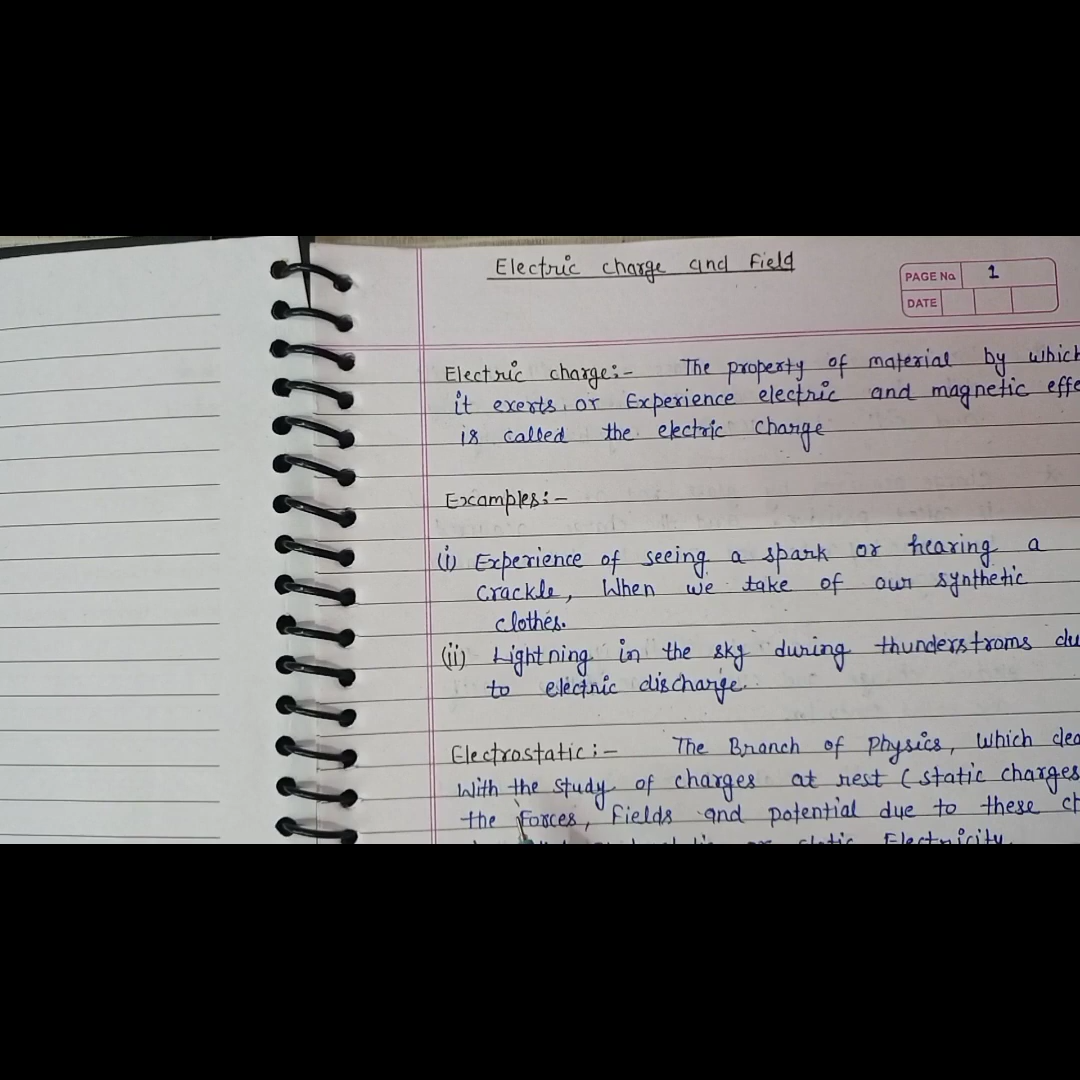 Electric charge and Field
PAGE No. 1
DATE
Electric charge:- The property of material by which
it exerts or Experience electric and magnetic effe
is called the electric charge
Examples:-
(i) Experience of seeing a spark or hearing a
crackle, When we take of our synthetic
clothes.
(ii) Lightning in the sky during thunderstroms du
to electric discharge.
Electrostatic:- The Branch of Physics, which dea
with the study of charges at rest (static charges
the Forces, Fields and potential due to these ch
or static Electricity.